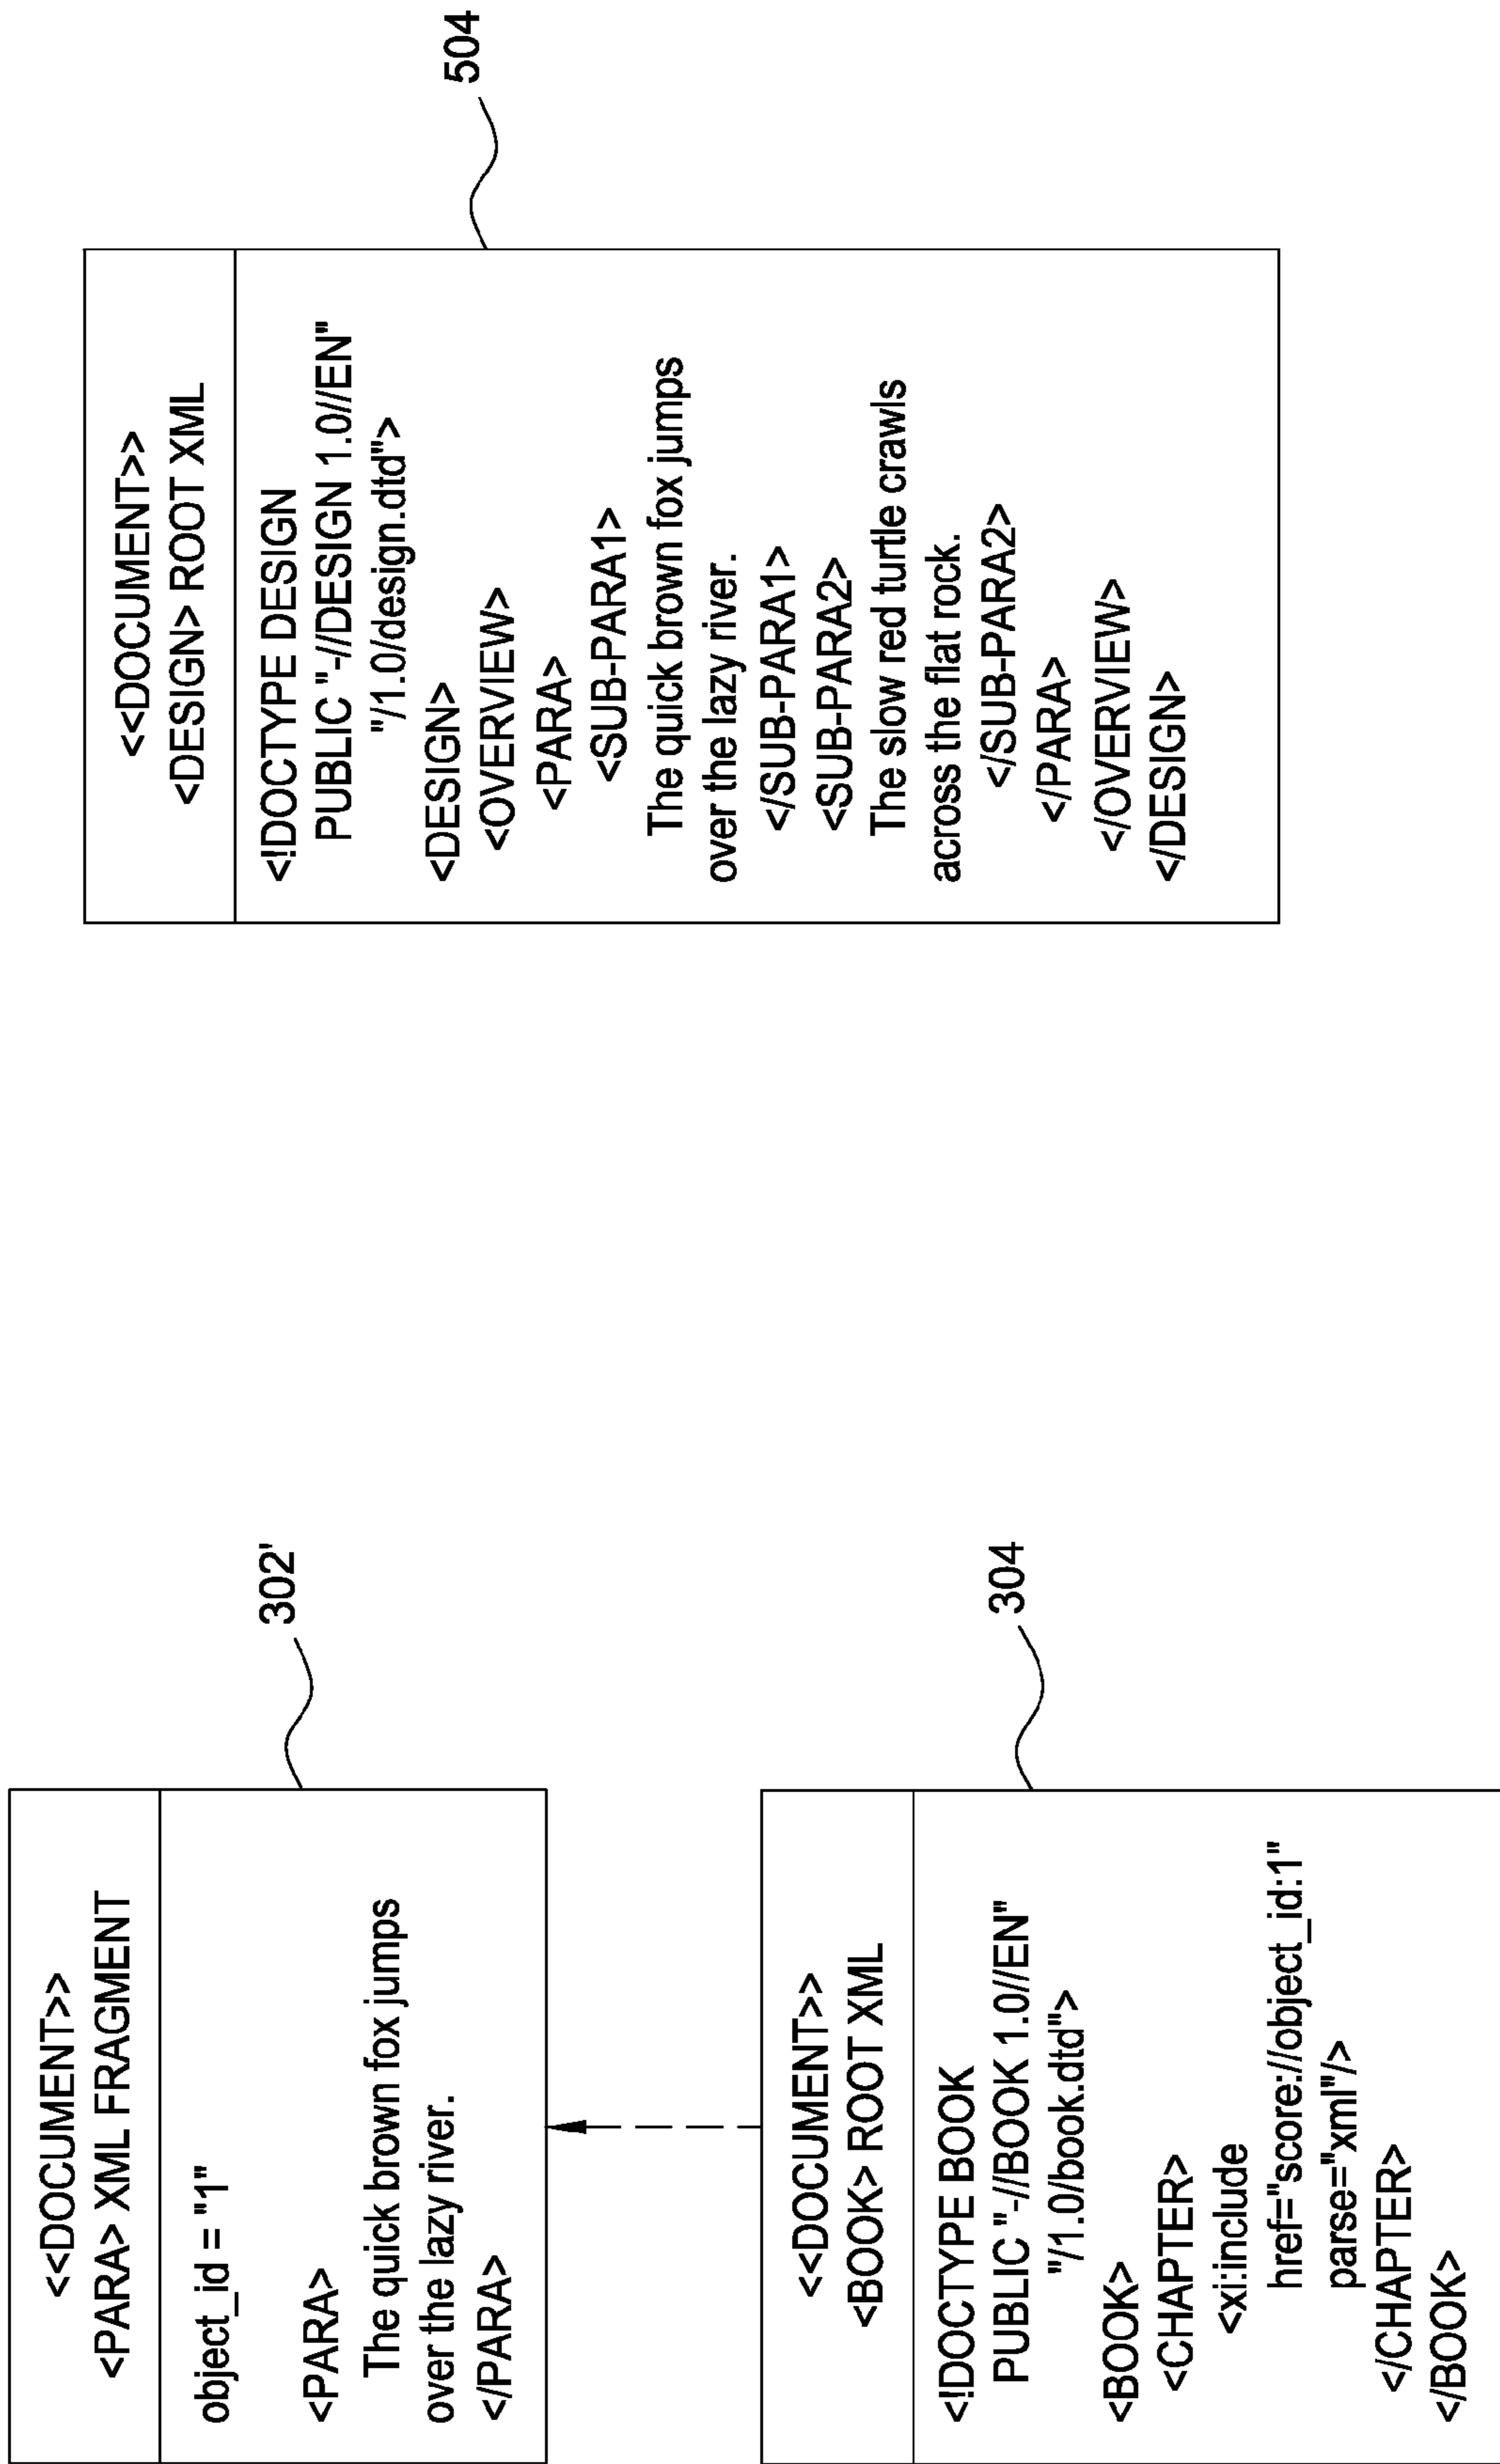 <<DOCUMENT>>
<PARA> XML FRAGMENT
object_id = "1"
<PARA>
The quick brown fox jumps
over the lazy river.
</PARA>
302'
<<DOCUMENT>>
<BOOK> ROOT XML
<!DOCTYPE BOOK
PUBLIC "-//BOOK 1.0//EN"
"/1.0/book.dtd">
<BOOK>
<CHAPTER>
<xi:include
href="score://object_id:1"
parse="xml"/>
</CHAPTER>
</BOOK>
304
<<DOCUMENT>>
<DESIGN> ROOT XML
<!DOCTYPE DESIGN
PUBLIC "-//DESIGN 1.0//EN"
"/1.0/design.dtd">
<DESIGN>
<OVERVIEW>
<PARA>
<SUB-PARA1>
The quick brown fox jumps
over the lazy river.
</SUB-PARA1>
<SUB-PARA2>
The slow red turtle crawls
across the flat rock.
</SUB-PARA2>
</PARA>
</OVERVIEW>
</DESIGN>
504